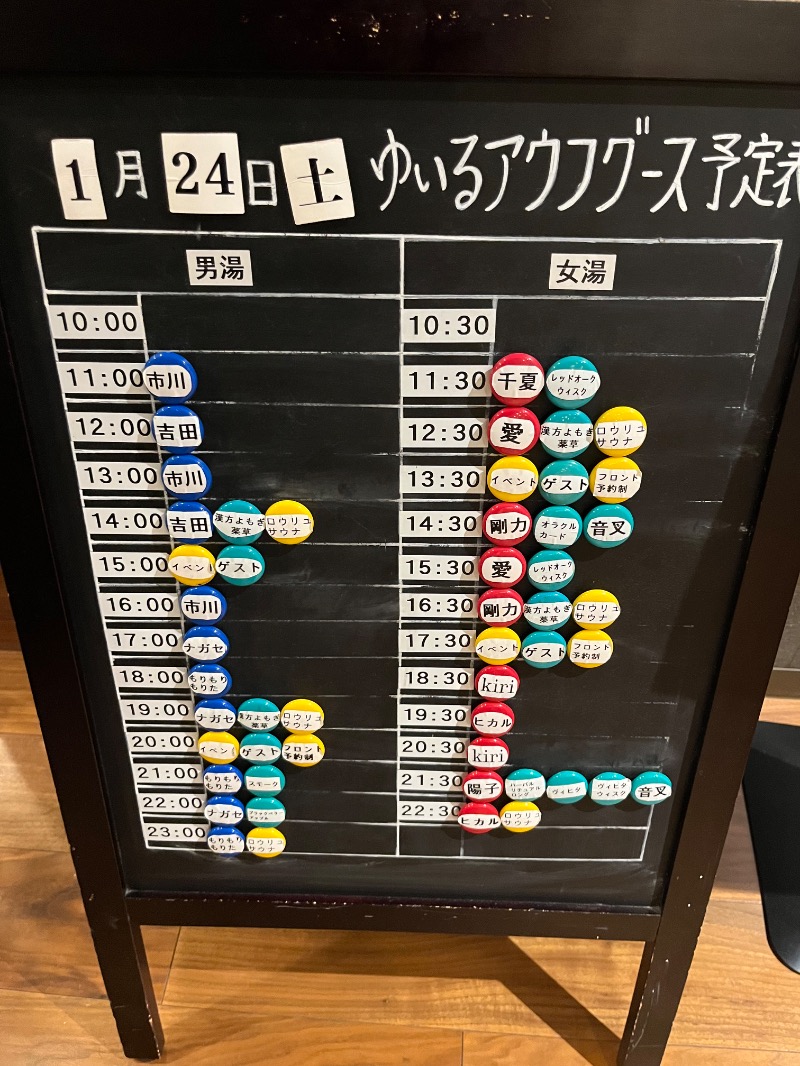 1月24日 土 ゆいるアウフグース予定表
男湯 女湯
10:00 10:30
11:00 市川 11:30 千夏 レッドオークウィスク
12:00 吉田 12:30 愛 漢方よもぎ薬草 ロウリュサウナ
13:00 市川 13:30 イベント ゲスト フロント予約制
14:00 吉田 漢方よもぎ薬草 ロウリュサウナ 14:30 剛力 オラクルカード 音叉
15:00 イベント ゲスト 15:30 愛 レッドオークウィスク
16:00 市川 16:30 剛力 漢方よもぎ薬草 ロウリュサウナ
17:00 ナガセ 17:30 イベント ゲスト フロント予約制
18:00 もりもりもりた 18:30 kiri
19:00 ナガセ 漢方よもぎ薬草 ロウリュサウナ 19:30 ヒカル
20:00 イベント ゲスト フロント予約制 20:30 kiri
21:00 もりもりもりた スモーク 21:30 陽子 ハーバルリチュアルロング ヴィヒタ ヴィヒタウィスク 音叉
22:00 ナガセ 22:30 ヒカル ロウリュサウナ
23:00 もりもりもりた ロウリュサウナ